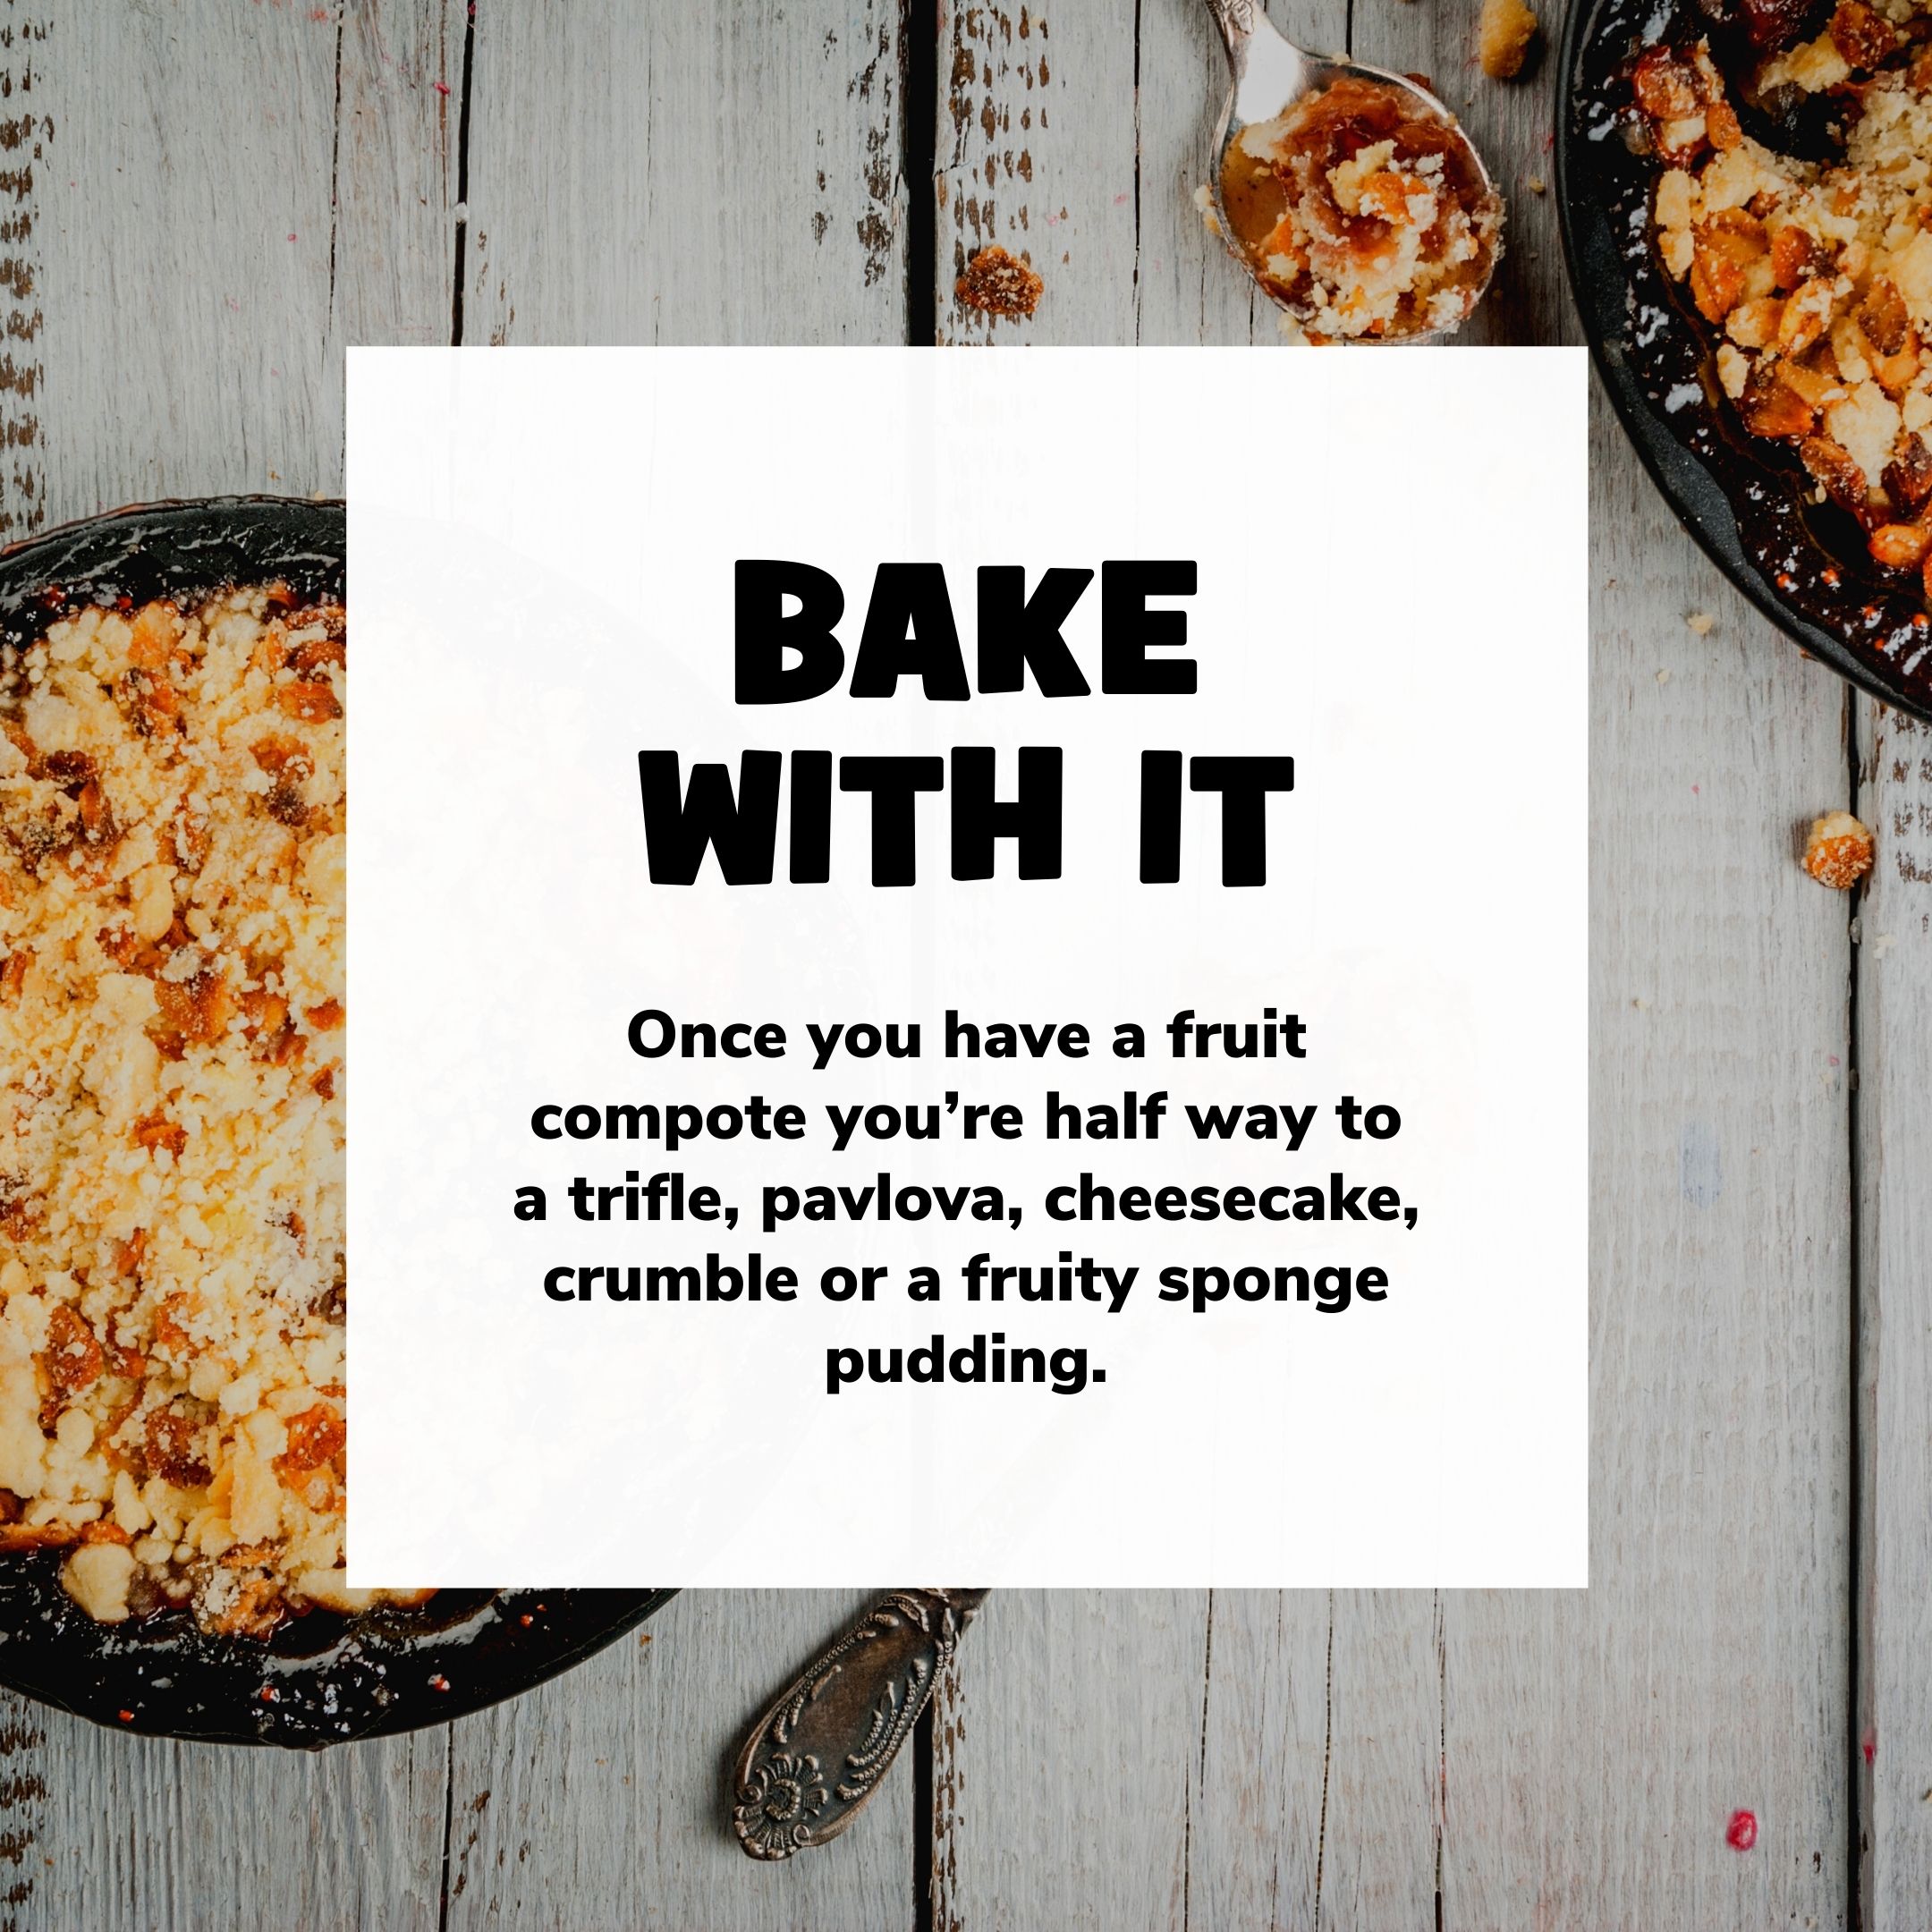 BAKE
WITH IT
Once you have a fruit
compote you’re half way to
a trifle, pavlova, cheesecake,
crumble or a fruity sponge
pudding.